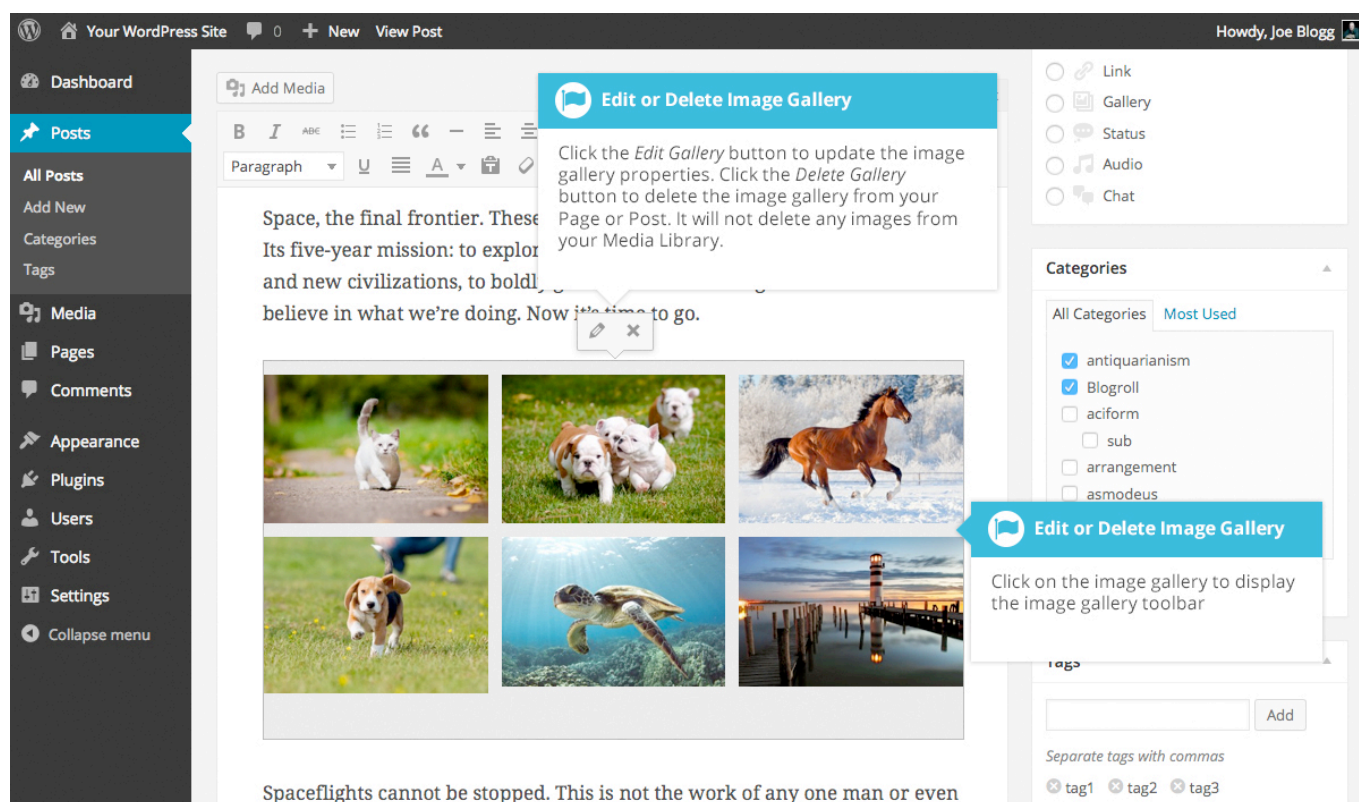 Your WordPress Site 0 + New View Post
Howdy, Joe Blogg
Dashboard
Posts
All Posts
Add New
Categories
Tags
Media
Pages
Comments
Appearance
Plugins
Users
Tools
Settings
Collapse menu
Add Media
B I ABC
Paragraph U A
Edit or Delete Image Gallery
Click the Edit Gallery button to update the image
gallery properties. Click the Delete Gallery
button to delete the image gallery from your
Page or Post. It will not delete any images from
your Media Library.
Space, the final frontier. These
Its five-year mission: to explor
and new civilizations, to boldly
believe in what we’re doing. Now it’s time to go.
Spaceflights cannot be stopped. This is not the work of any one man or even
Link
Gallery
Status
Audio
Chat
Categories
All Categories Most Used
antiquarianism
Blogroll
aciform
sub
arrangement
asmodeus
Edit or Delete Image Gallery
Click on the image gallery to display
the image gallery toolbar
Tags
Add
Separate tags with commas
tag1 tag2 tag3